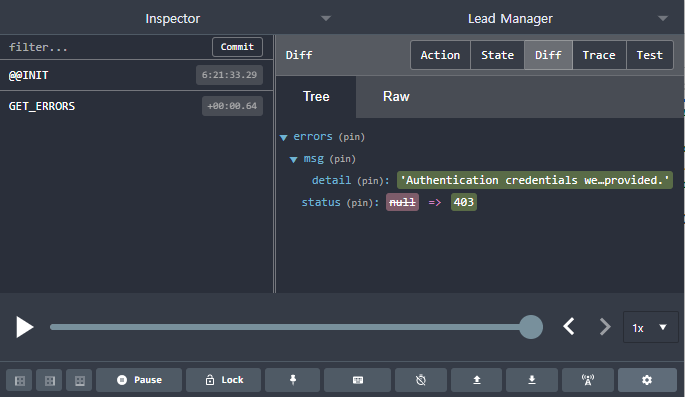 Inspector
Lead Manager
filter...
Commit
Diff
Action
State
Diff
Trace
Test
@@INIT
6:21:33.29
GET_ERRORS
+00:00.64
Tree
Raw
errors (pin)
msg (pin)
detail (pin): 'Authentication credentials we…provided.'
status (pin): null => 403
1x
Pause
Lock